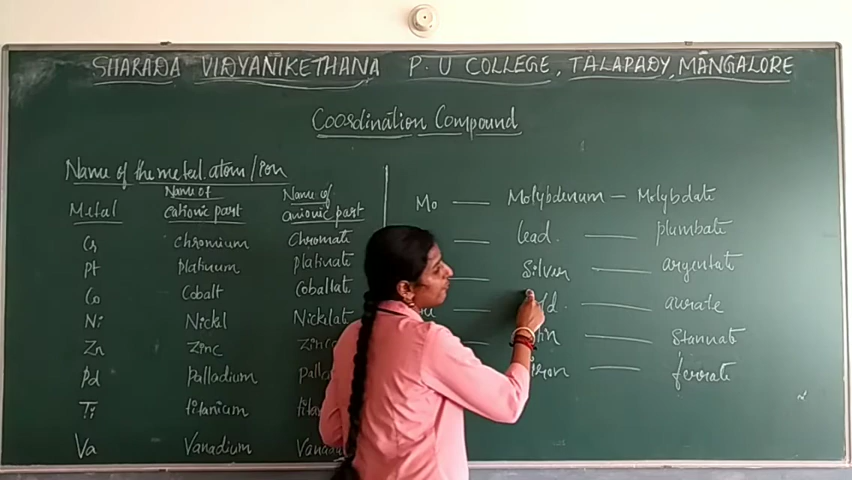 SHARADA VIDYANIKETHANA P.U COLLEGE, TALAPADY, MANGALORE
Coordination Compound
Name of the metal atom/Ion
Metal Name of cationic part Name of anionic part
Cr Chromium Chromate
Pt Platinum Platinate
Co Cobalt Coballate
Ni Nickel Nickelate
Zn Zinc
Pd Palladium
Ti titanium
Va Vanadium
Mo — Molybdenum — Molybdate
— lead. — plumbate
— Silver — argentate
— aurate
— Stannate
— ferrate